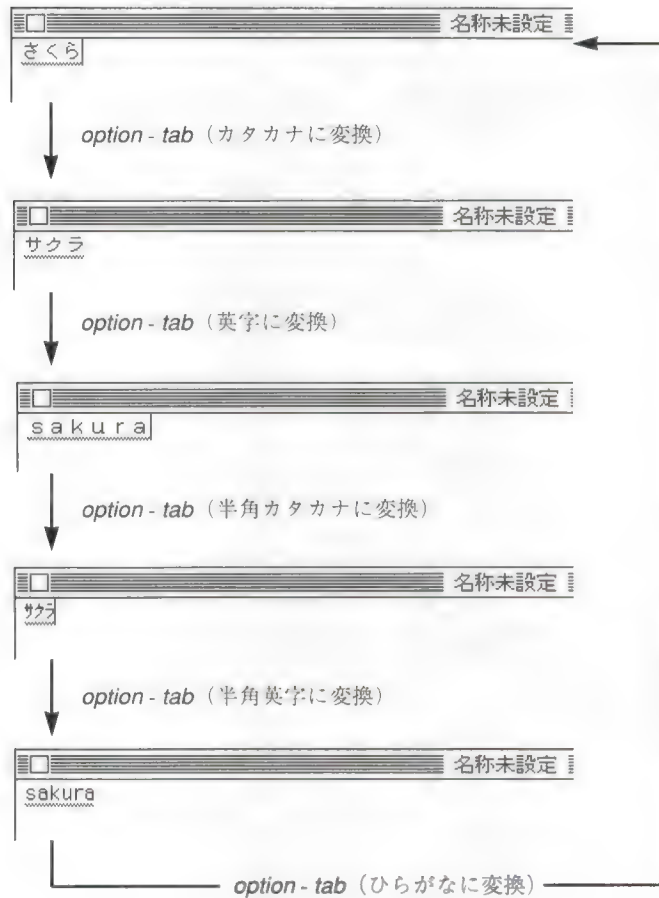 名称未設定
さくら
option - tab（カタカナに変換）
名称未設定
サクラ
option - tab（英字に変換）
名称未設定
ｓａｋｕｒａ
option - tab（半角カタカナに変換）
名称未設定
ｻｸﾗ
option - tab（半角英字に変換）
名称未設定
sakura
option - tab（ひらがなに変換）